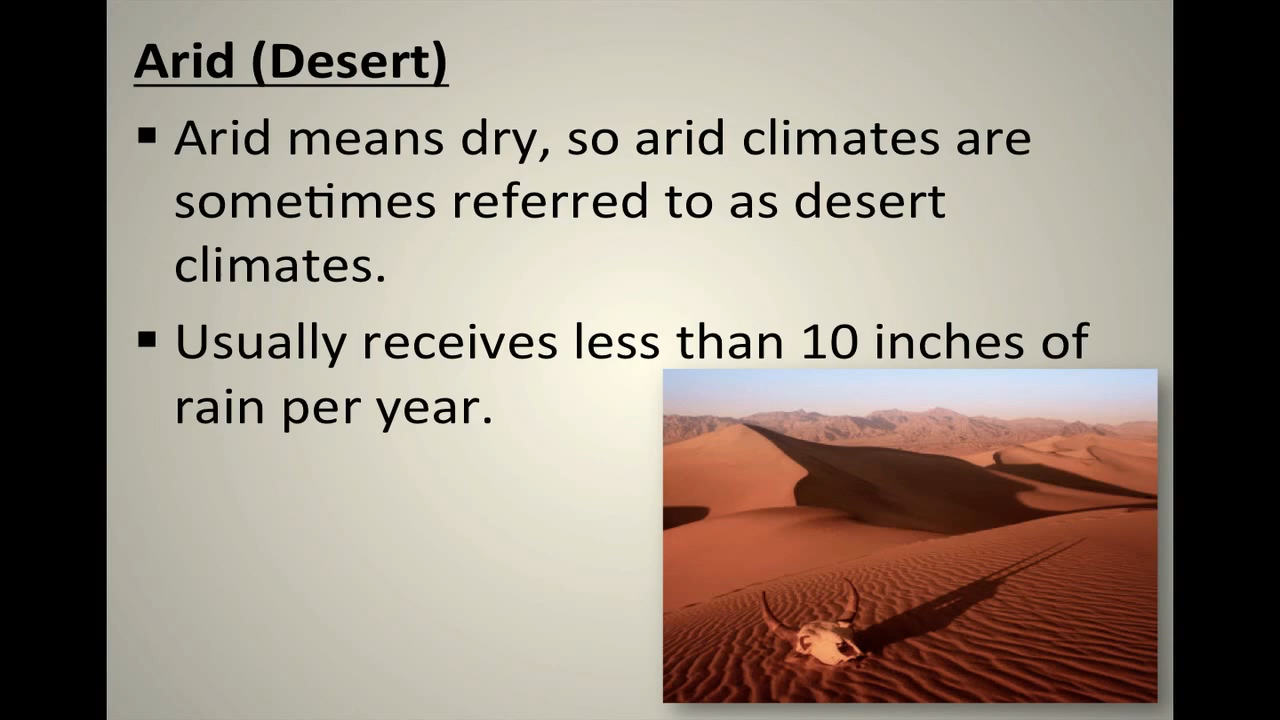 Arid (Desert)
▪ Arid means dry, so arid climates are
sometimes referred to as desert
climates.
▪ Usually receives less than 10 inches of
rain per year.